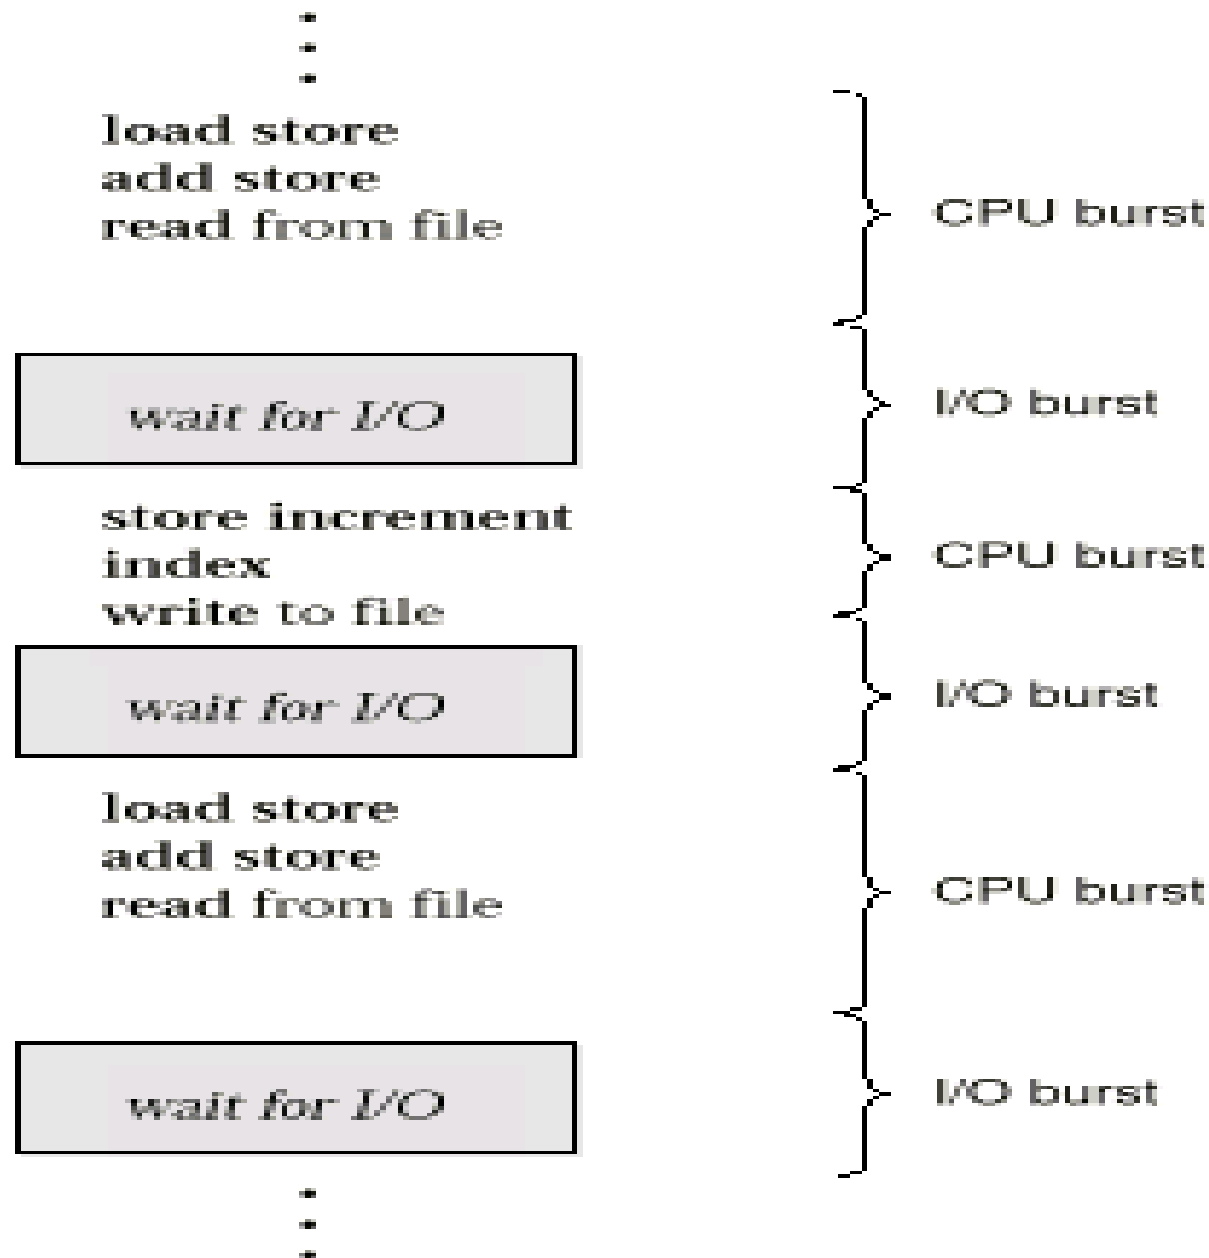 load store
add store
read from file
CPU burst
wait for I/O
I/O burst
store increment
index
write to file
CPU burst
wait for I/O
I/O burst
load store
add store
read from file
CPU burst
wait for I/O
I/O burst